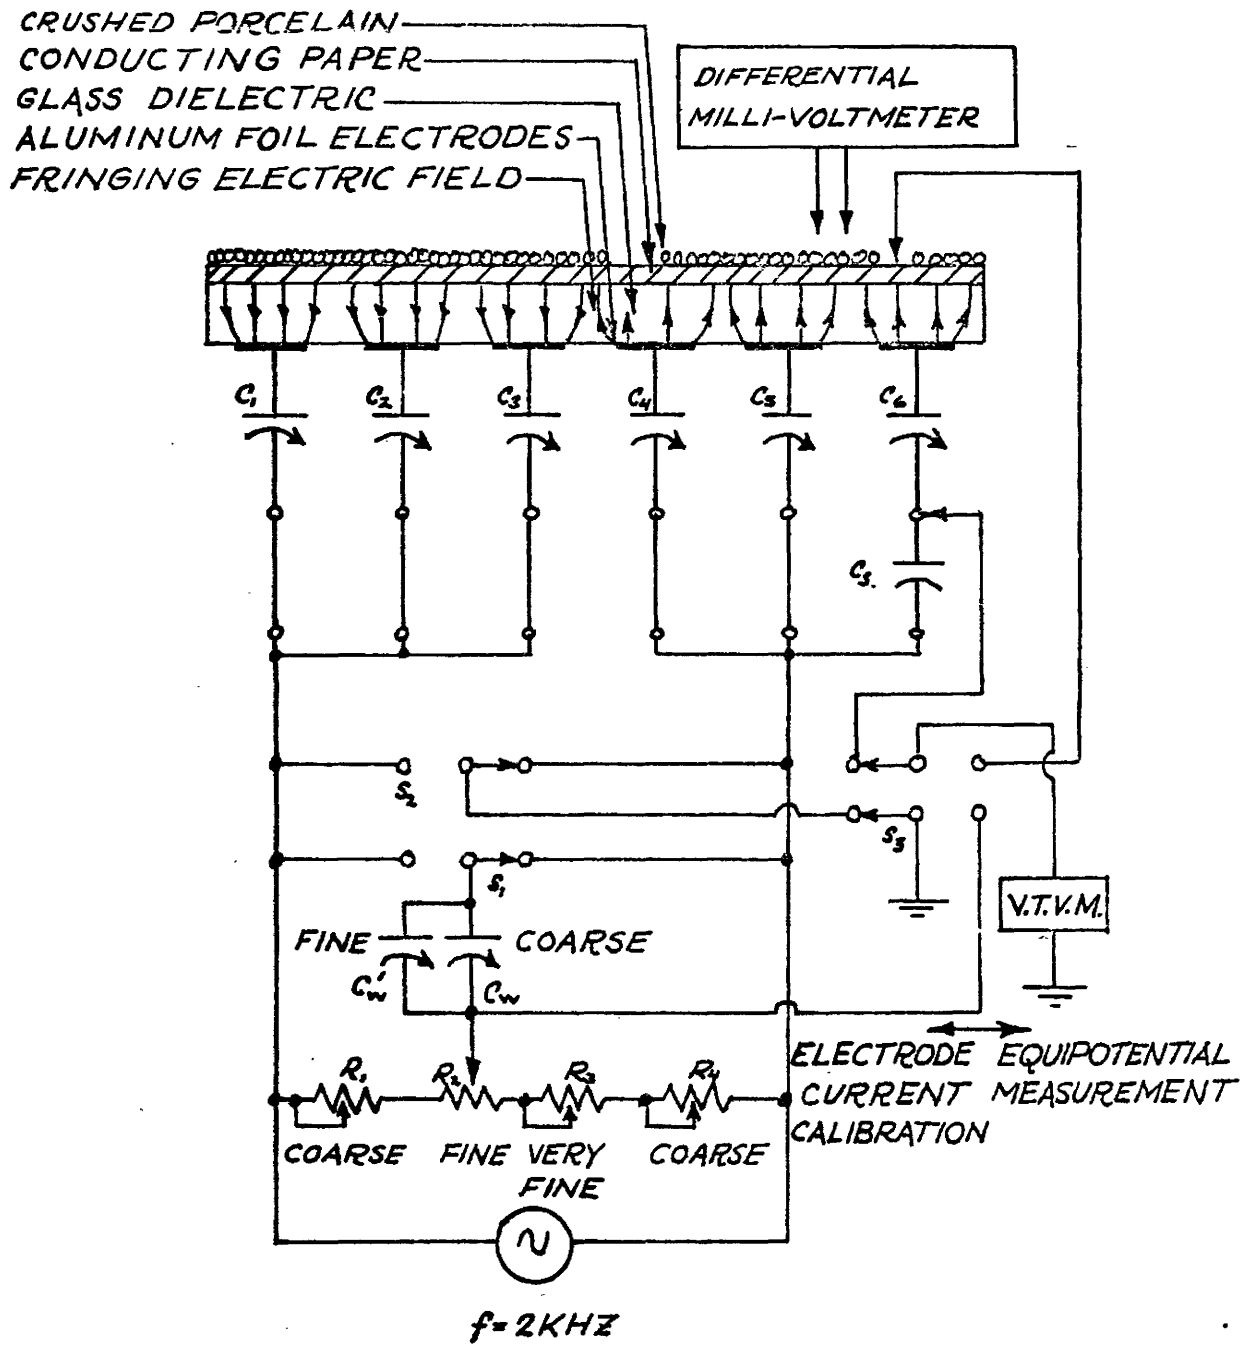 CRUSHED PORCELAIN
CONDUCTING PAPER
GLASS DIELECTRIC
ALUMINUM FOIL ELECTRODES
FRINGING ELECTRIC FIELD
DIFFERENTIAL
MILLI-VOLTMETER
C1 C2 C3 C4 C5 C6
Cs.
S2
S3
S1
V.T.V.M.
FINE COARSE
Cw' Cw
R1 R2 R3 R4
COARSE FINE VERY FINE COARSE
ELECTRODE CURRENT CALIBRATION
EQUIPOTENTIAL MEASUREMENT
f=2KHZ